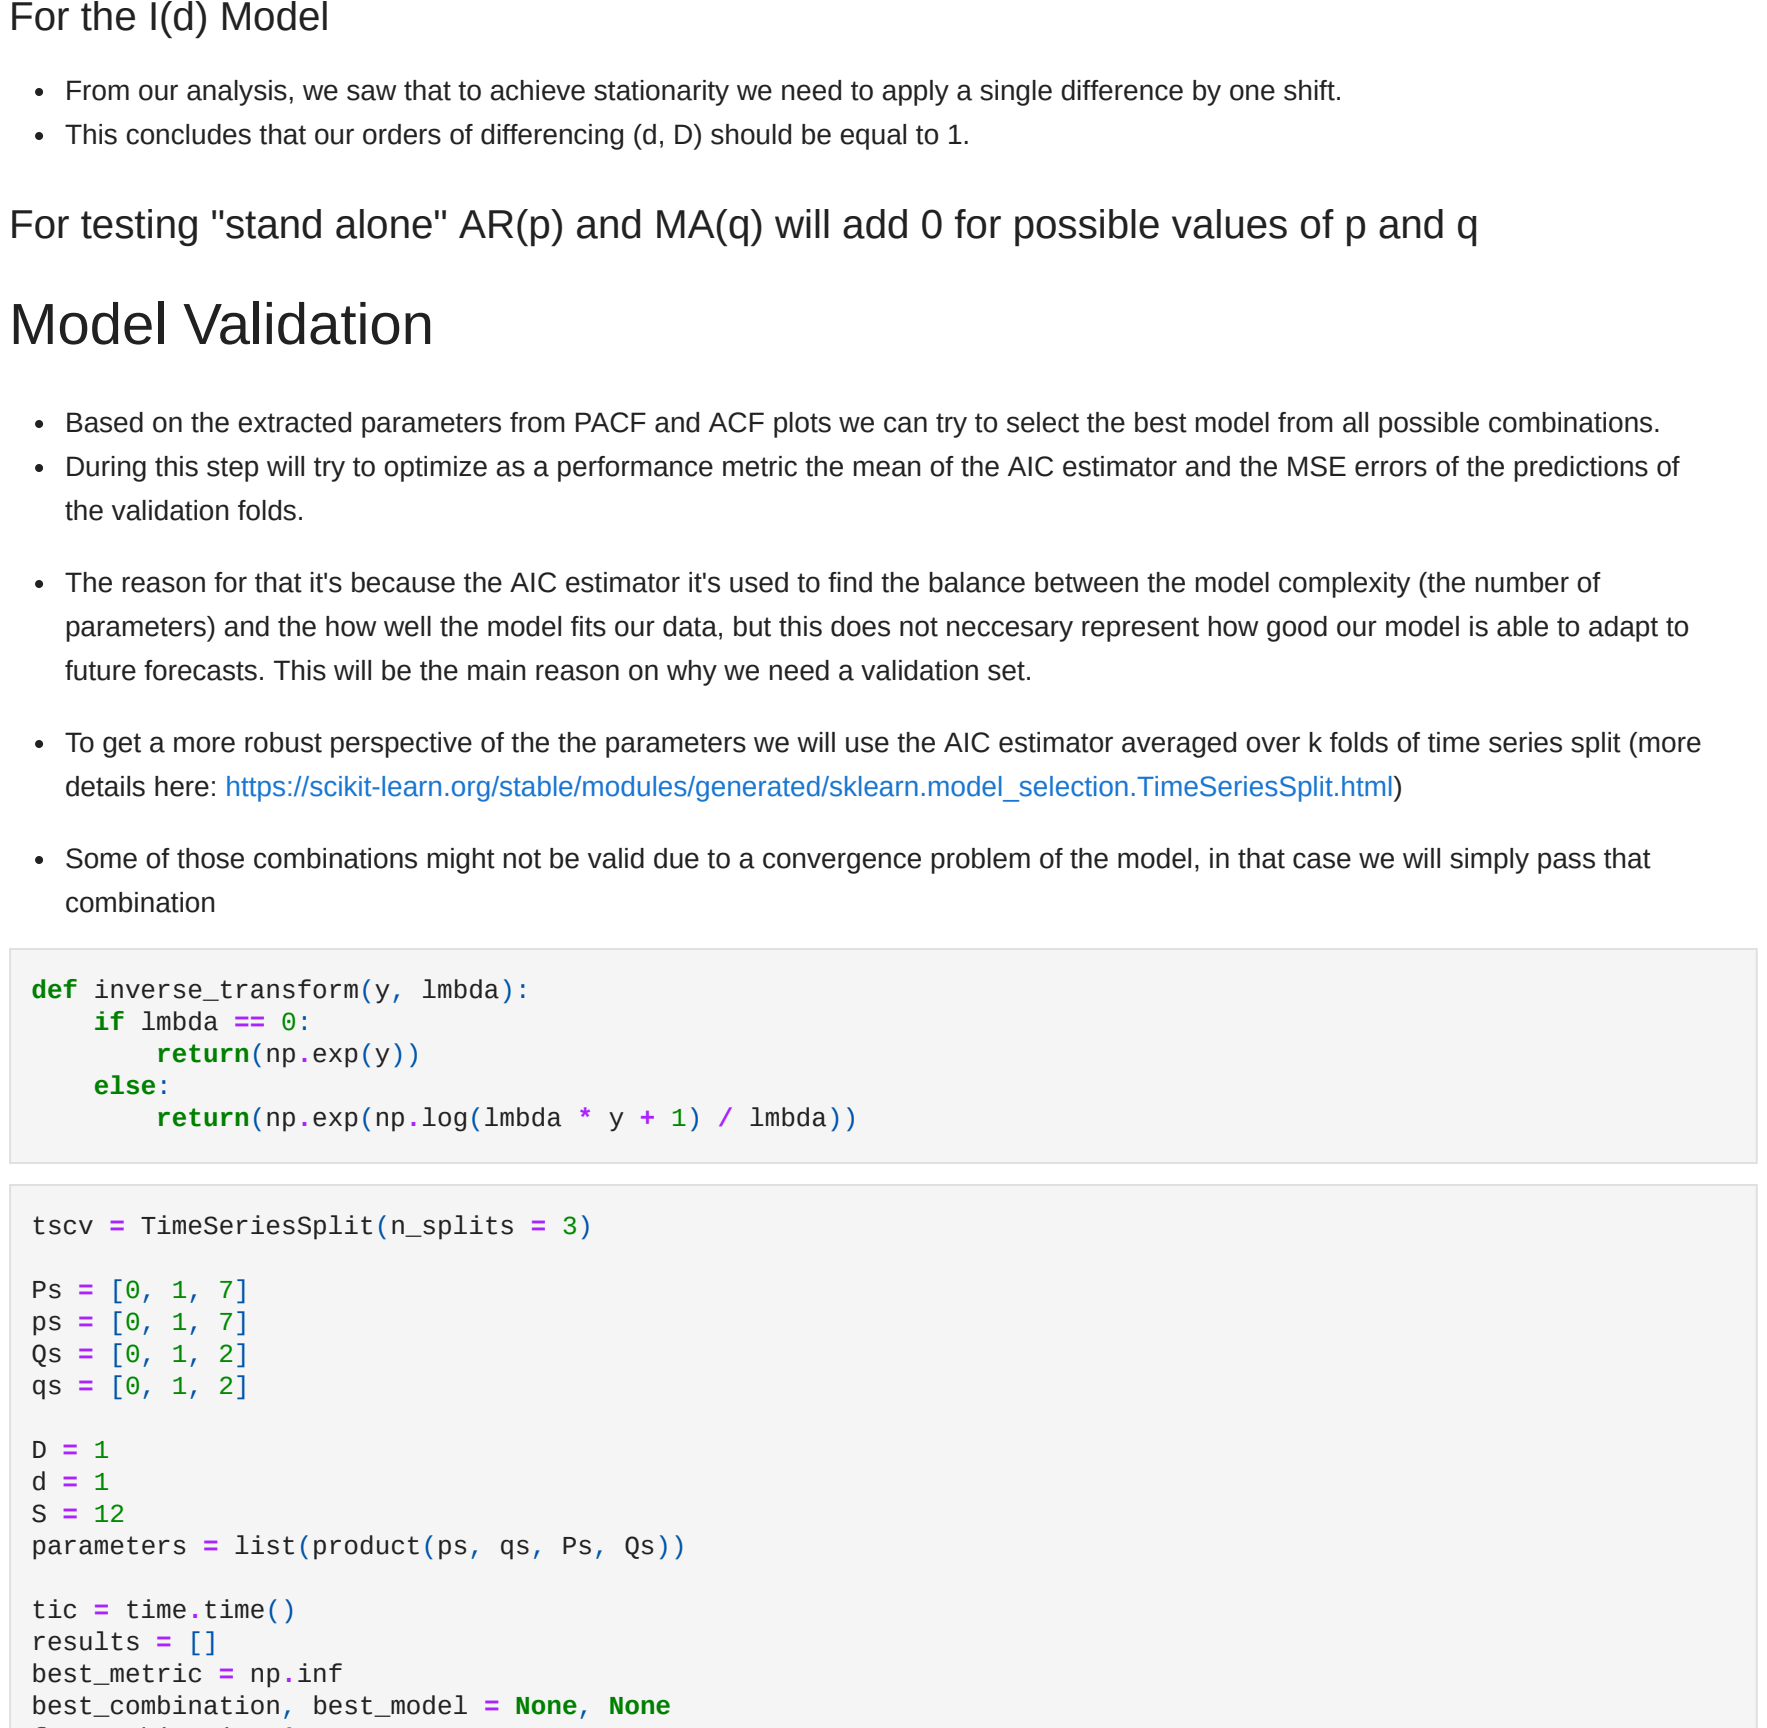 For the I(d) Model
• From our analysis, we saw that to achieve stationarity we need to apply a single difference by one shift.
• This concludes that our orders of differencing (d, D) should be equal to 1.
For testing "stand alone" AR(p) and MA(q) will add 0 for possible values of p and q
Model Validation
• Based on the extracted parameters from PACF and ACF plots we can try to select the best model from all possible combinations.
• During this step will try to optimize as a performance metric the mean of the AIC estimator and the MSE errors of the predictions of
the validation folds.
• The reason for that it's because the AIC estimator it's used to find the balance between the model complexity (the number of
parameters) and the how well the model fits our data, but this does not neccesary represent how good our model is able to adapt to
future forecasts. This will be the main reason on why we need a validation set.
• To get a more robust perspective of the the parameters we will use the AIC estimator averaged over k folds of time series split (more
details here: https://scikit-learn.org/stable/modules/generated/sklearn.model_selection.TimeSeriesSplit.html)
• Some of those combinations might not be valid due to a convergence problem of the model, in that case we will simply pass that
combination
def inverse_transform(y, lmbda):
    if lmbda == 0:
        return(np.exp(y))
    else:
        return(np.exp(np.log(lmbda * y + 1) / lmbda))
tscv = TimeSeriesSplit(n_splits = 3)
Ps = [0, 1, 7]
ps = [0, 1, 7]
Qs = [0, 1, 2]
qs = [0, 1, 2]
D = 1
d = 1
S = 12
parameters = list(product(ps, qs, Ps, Qs))
tic = time.time()
results = []
best_metric = np.inf
best_combination, best_model = None, None